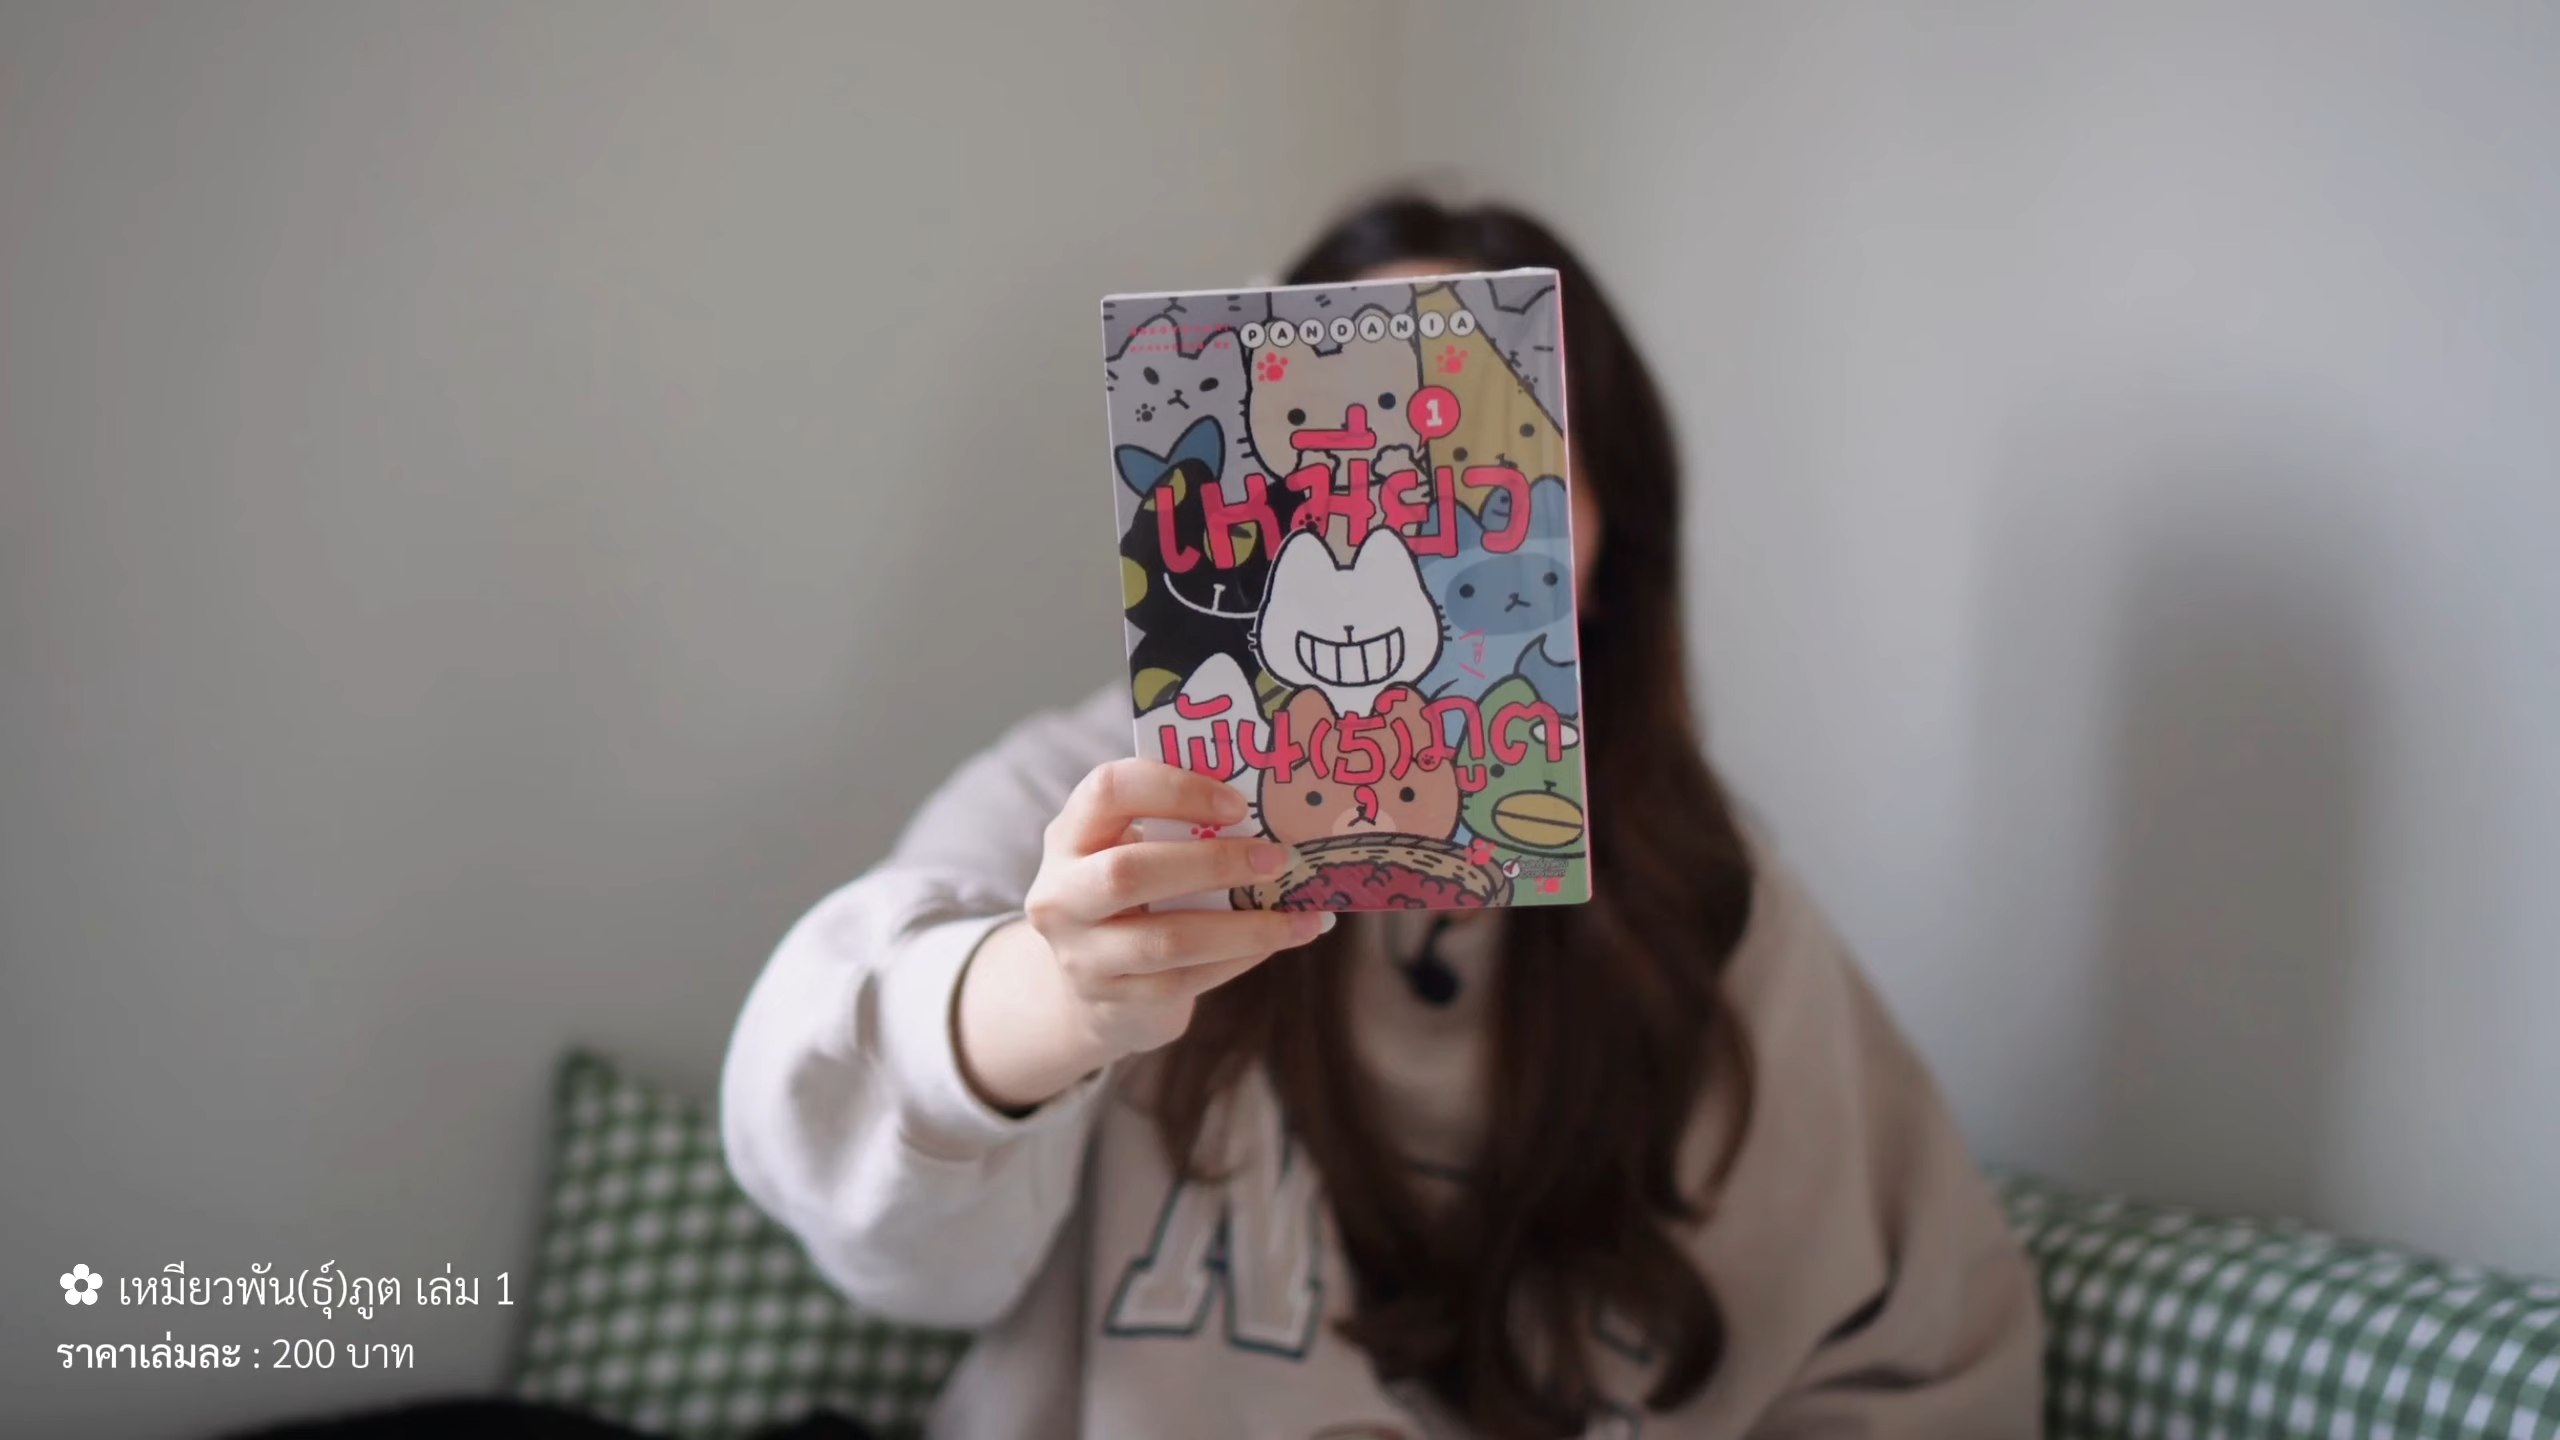 PANDANIA
1
เหมียว
พัน(ธุ์)ภูต
✿ เหมียวพัน(ธุ์)ภูต เล่ม 1
ราคาเล่มละ : 200 บาท